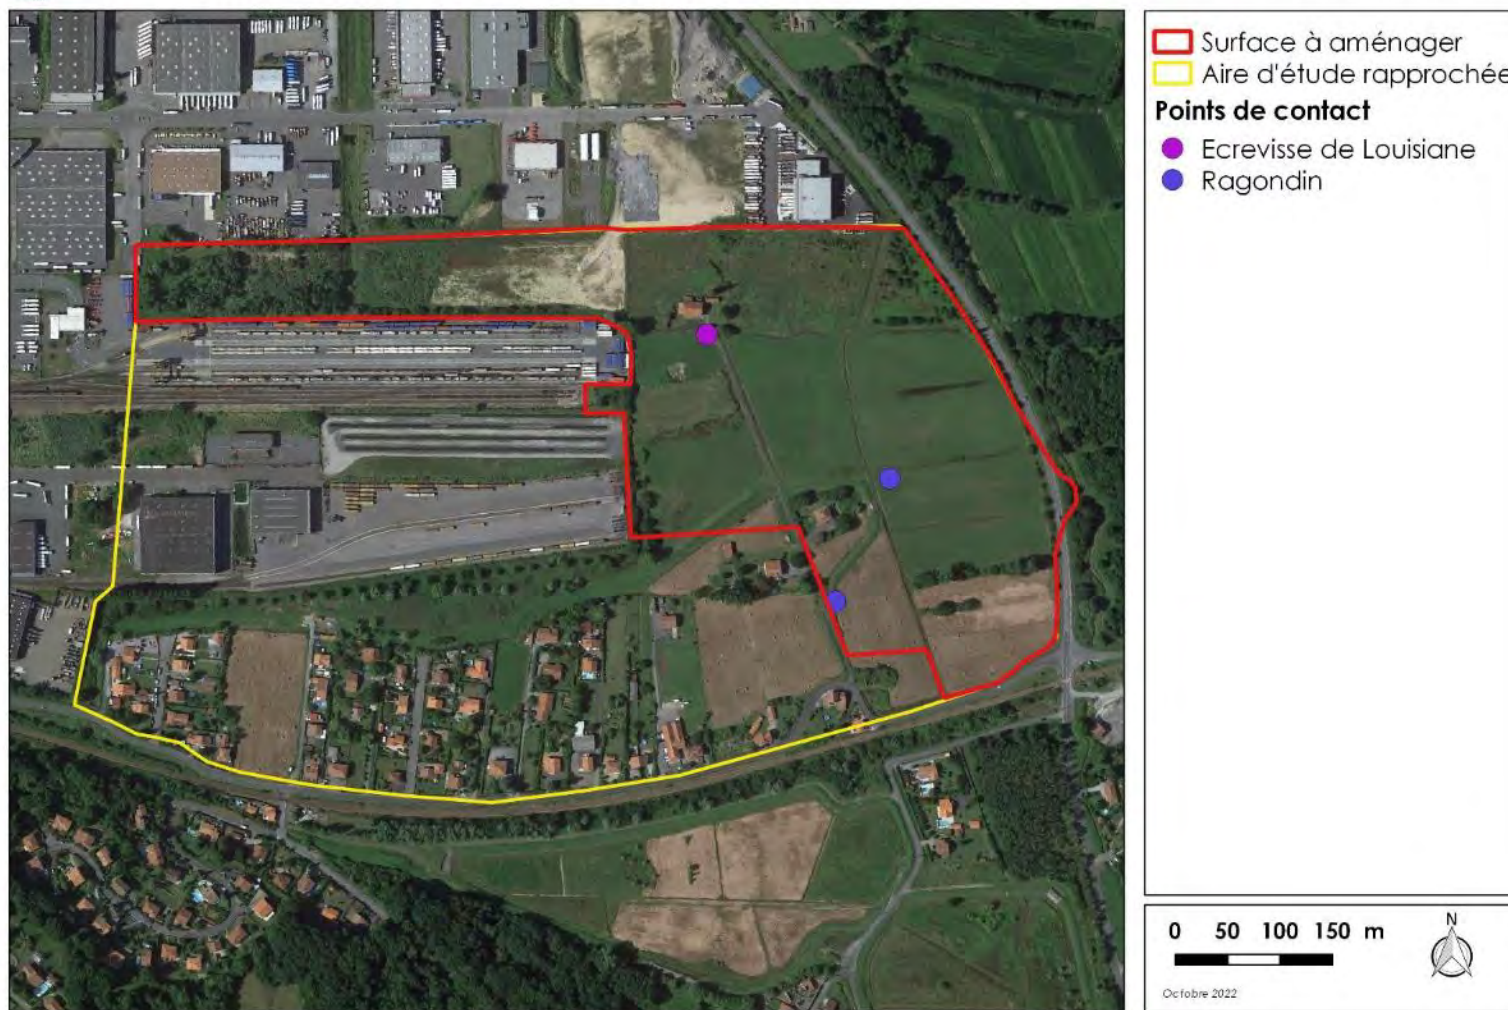 Surface à aménager
Aire d'étude rapprochée
Points de contact
Ecrevisse de Louisiane
Ragondin
0 50 100 150 m
N
Octobre 2022